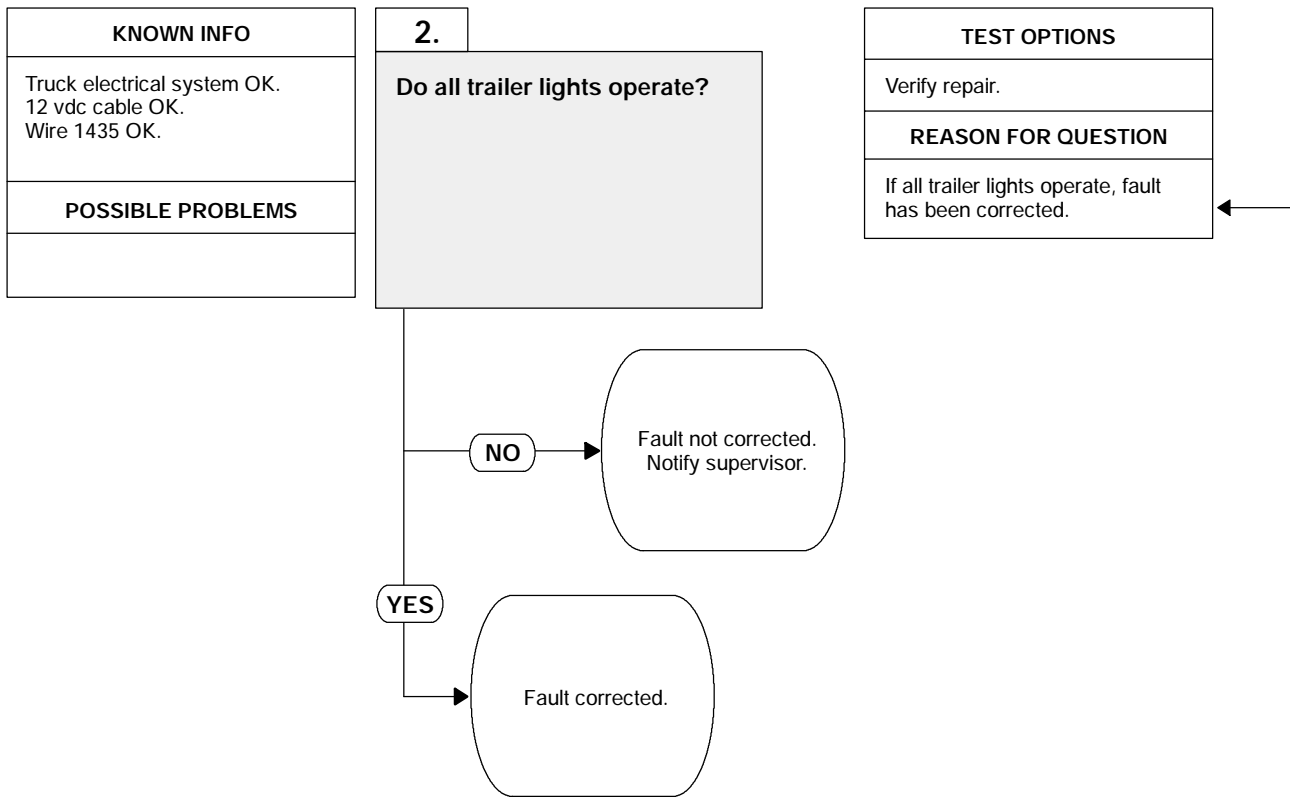 KNOWN INFO
Truck electrical system OK.
12 vdc cable OK.
Wire 1435 OK.
POSSIBLE PROBLEMS
2.
Do all trailer lights operate?
TEST OPTIONS
Verify repair.
REASON FOR QUESTION
If all trailer lights operate, fault
has been corrected.
NO
Fault not corrected.
Notify supervisor.
YES
Fault corrected.